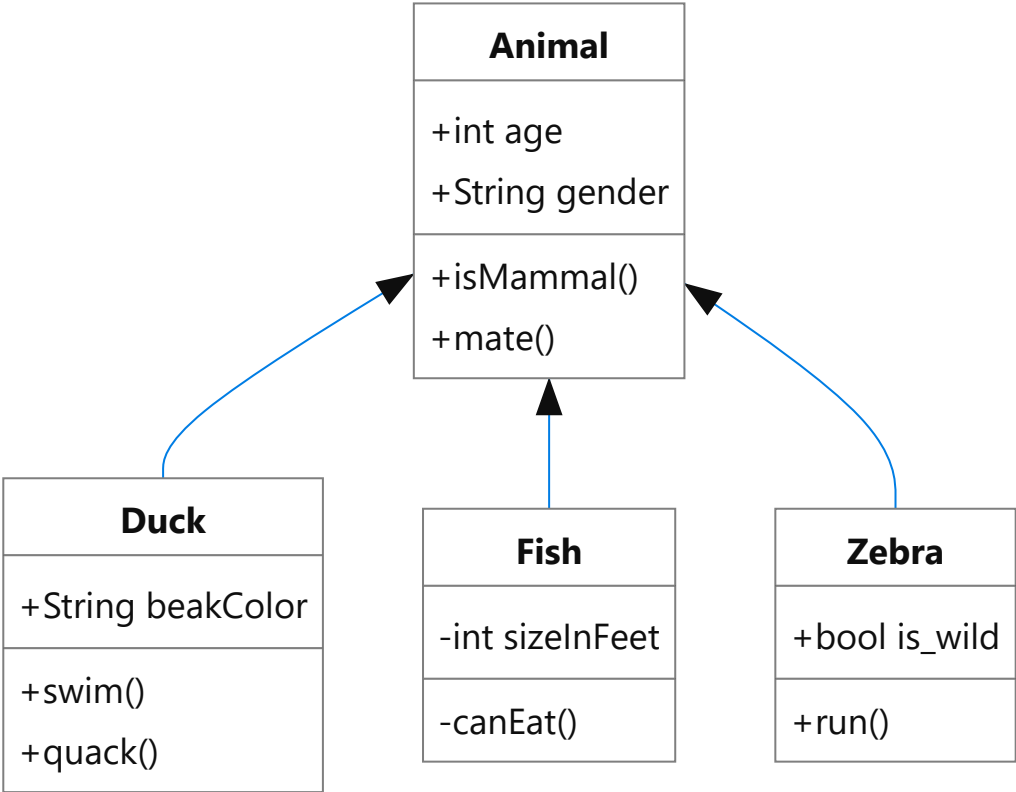 Animal
+int age
+String gender
+isMammal()
+mate()
Duck
+String beakColor
+swim()
+quack()
Fish
-int sizeInFeet
-canEat()
Zebra
+bool is_wild
+run()